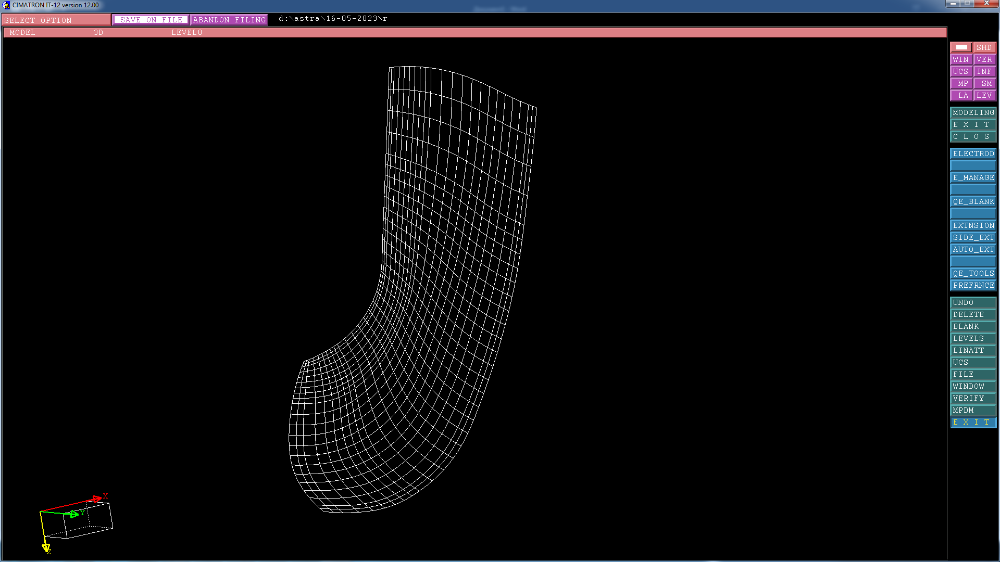 CIMATRON IT-12 version 12.00
SELECT OPTION SAVE ON FILE ABANDON FILING d:\astra\16-05-2023\r
MODEL 3D LEVEL0
SHD
WIN VER
UCS INF
MP SM
LA LEV
MODELING
E X I T
C L O S
ELECTROD
E_MANAGE
QE_BLANK
EXTNSION
SIDE_EXT
AUTO_EXT
QE_TOOLS
PREFRNCE
UNDO
DELETE
BLANK
LEVELS
LINATT
UCS
FILE
WINDOW
VERIFY
MPDM
E X I T
X
Y
Z